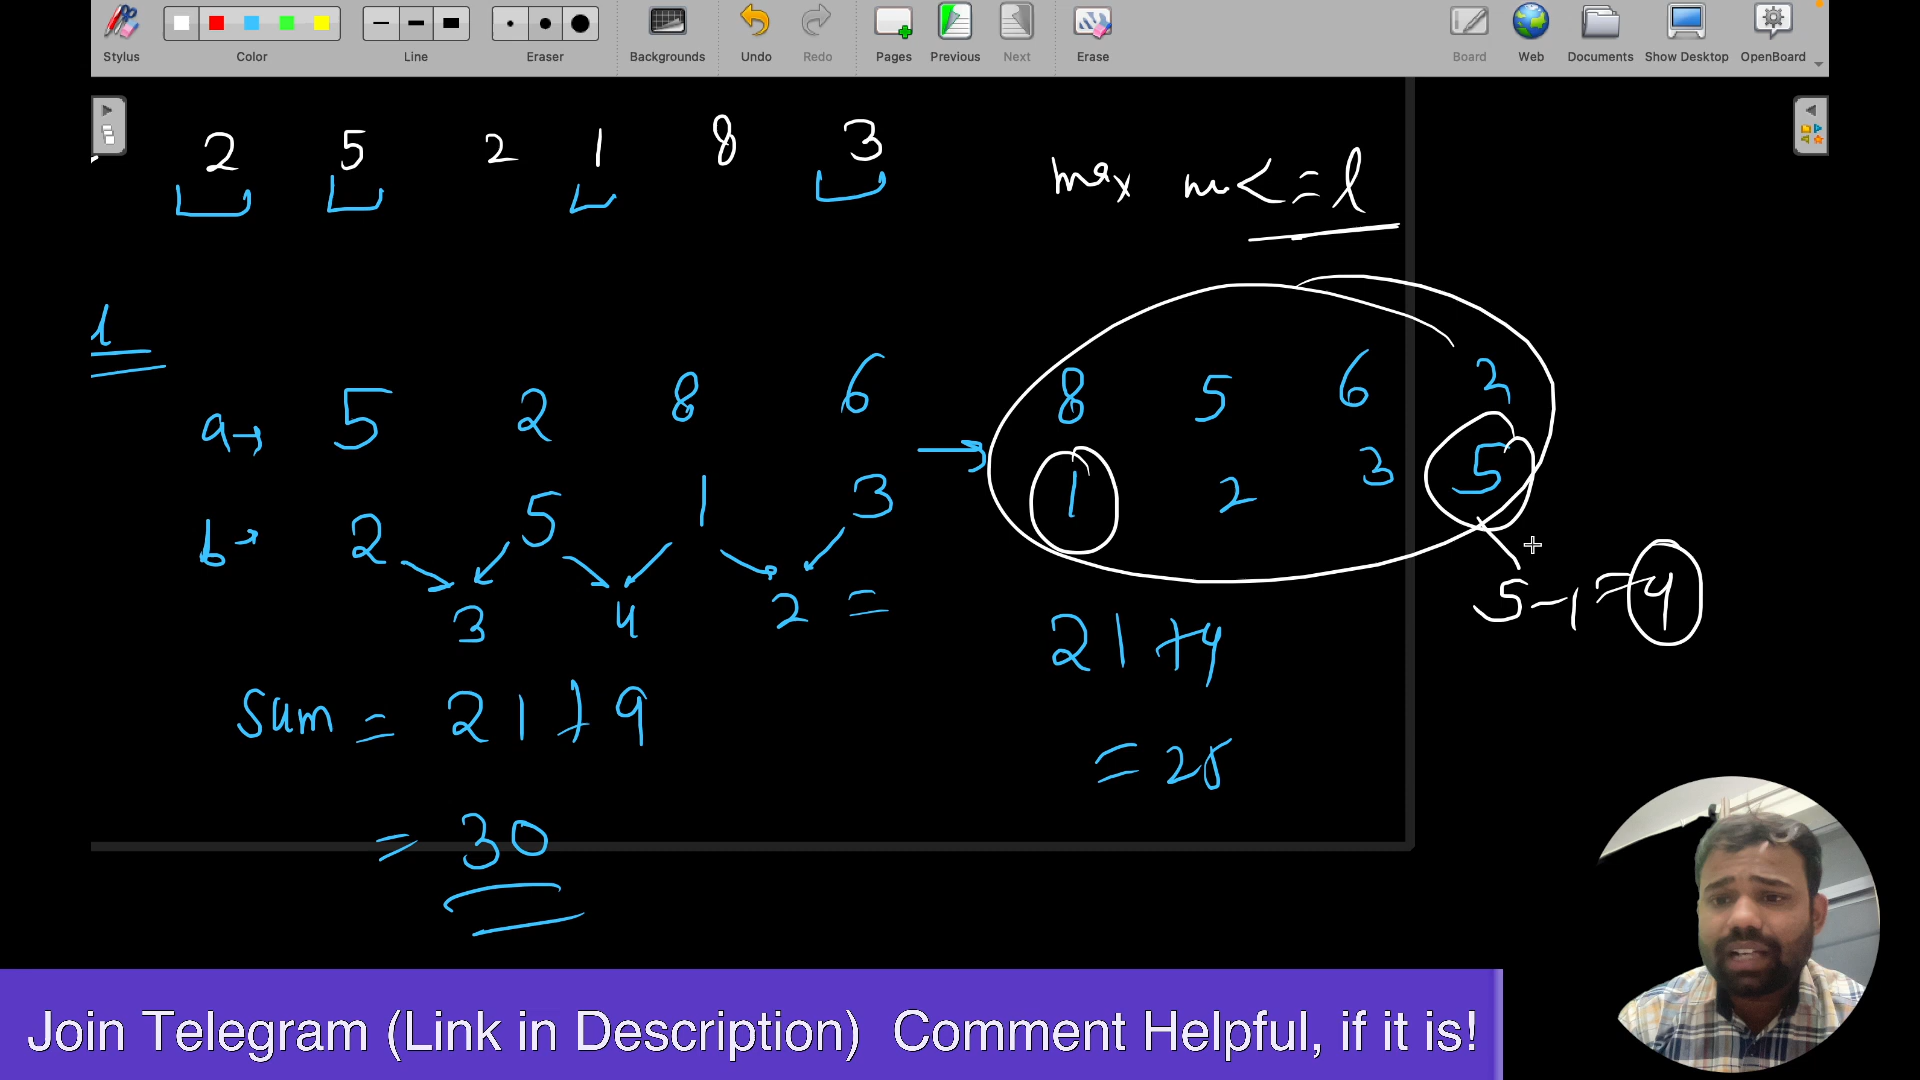 Stylus Color Line Eraser Backgrounds Undo Redo Pages Previous Next Erase Board Web Documents Show Desktop OpenBoard
2 5 2 1 8 3
max m<=l
l
a→ 5 2 8 6 → 8 5 6 2
b→ 2 5 1 3 1 2 3 5
3 4 2 = 5-1=4
21+4
sum = 21+9
= 25
= 30
Join Telegram (Link in Description) Comment Helpful, if it is!